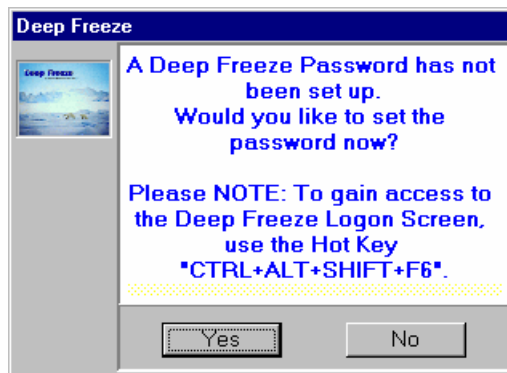 Deep Freeze
Deep Freeze
A Deep Freeze Password has not
been set up.
Would you like to set the
password now?
Please NOTE: To gain access to
the Deep Freeze Logon Screen,
use the Hot Key
"CTRL+ALT+SHIFT+F6".
Yes
No